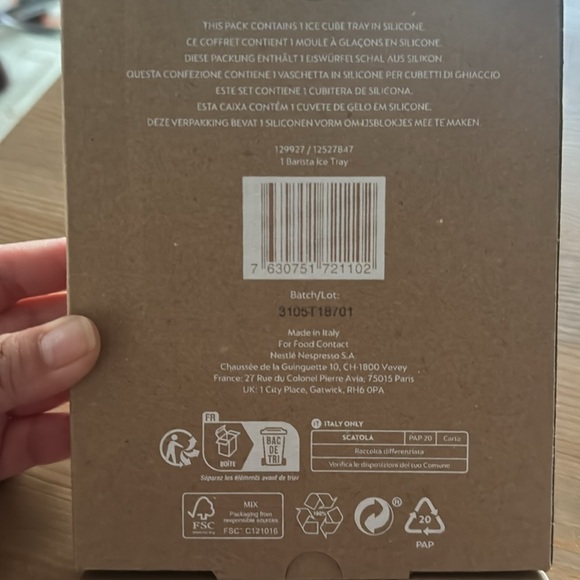 THIS PACK CONTAINS 1 ICE CUBE TRAY IN SILICONE.
CE COFFRET CONTIENT 1 MOULE À GLAÇONS EN SILICONE.
DIESE PACKUNG ENTHÄLT 1 EISWÜRFELSCHAL AUS SILIKON.
QUESTA CONFEZIONE CONTIENE 1 VASCHETTA IN SILICONE PER CUBETTI DI GHIACCIO
ESTE SET CONTIENE 1 CUBITERA DE SILICONA.
ESTA CAIXA CONTÉM 1 CUVETE DE GELO EM SILICONE.
DEZE VERPAKKING BEVAT 1 SILICONEN VORM OM IJSBLOKJES MEE TE MAKEN.
129927 / 12527847
1 Barista Ice Tray
7 630751 721102
Batch/Lot:
3105T18/01
Made in Italy
For Food Contact
Nestlé Nespresso S.A
Chaussée de la Guinguette 10, CH-1800 Vevey
France: 27 Rue du Colonel Pierre Avia, 75015 Paris
UK: 1 City Place, Gatwick, RH6 0PA
FR
BOÎTE
BAC
DE
TRI
Séparez les éléments avant de trier
IT ITALY ONLY
SCATOLA PAP 20 Carta
Raccolta differenziata
Verifica le disposizioni del tuo Comune
FSC
MIX
Packaging from
responsible sources
FSC™ C121016
100%
®
20
PAP